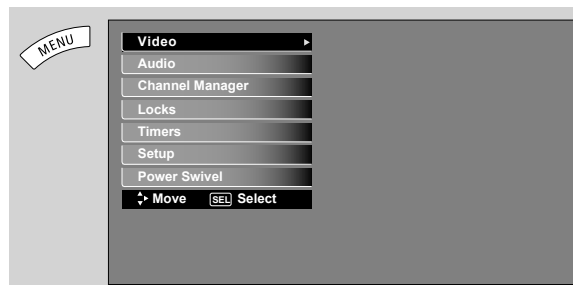 MENU
Video
Audio
Channel Manager
Locks
Timers
Setup
Power Swivel
Move SEL Select